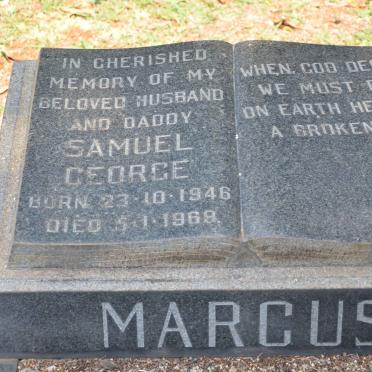 IN CHERISHED
MEMORY OF MY
BELOVED HUSBAND
AND DADDY
SAMUEL
GEORGE
BORN 23-10-1946
DIED 5-1-1969
WHEN GOD
WE MUST
ON EARTH
A BROKEN
MARCUS